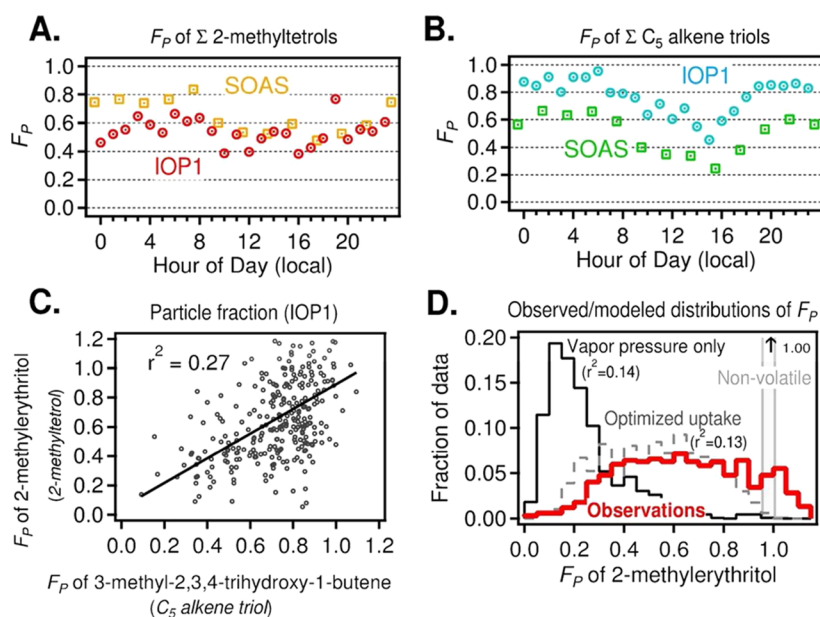 A.
F_P of Σ 2-methyltetrols
1.0
0.8
0.6
0.4
0.2
0.0
F_P
SOAS
IOP1
0 4 8 12 16 20
Hour of Day (local)
B.
F_P of Σ C₅ alkene triols
1.0
0.8
0.6
0.4
0.2
0.0
F_P
IOP1
SOAS
0 4 8 12 16 20
Hour of Day (local)
C.
Particle fraction (IOP1)
1.2
1.0
0.8
0.6
0.4
0.2
0.0
F_P of 2-methylerythritol
(2-methyltetrol)
r² = 0.27
0.0 0.2 0.4 0.6 0.8 1.0 1.2
F_P of 3-methyl-2,3,4-trihydroxy-1-butene
(C₅ alkene triol)
D.
Observed/modeled distributions of F_P
0.20
0.15
0.10
0.05
0.00
Fraction of data
Vapor pressure only
(r²=0.14)
1.00
Non-volatile
Optimized uptake
(r²=0.13)
Observations
0.0 0.2 0.4 0.6 0.8 1.0
F_P of 2-methylerythritol